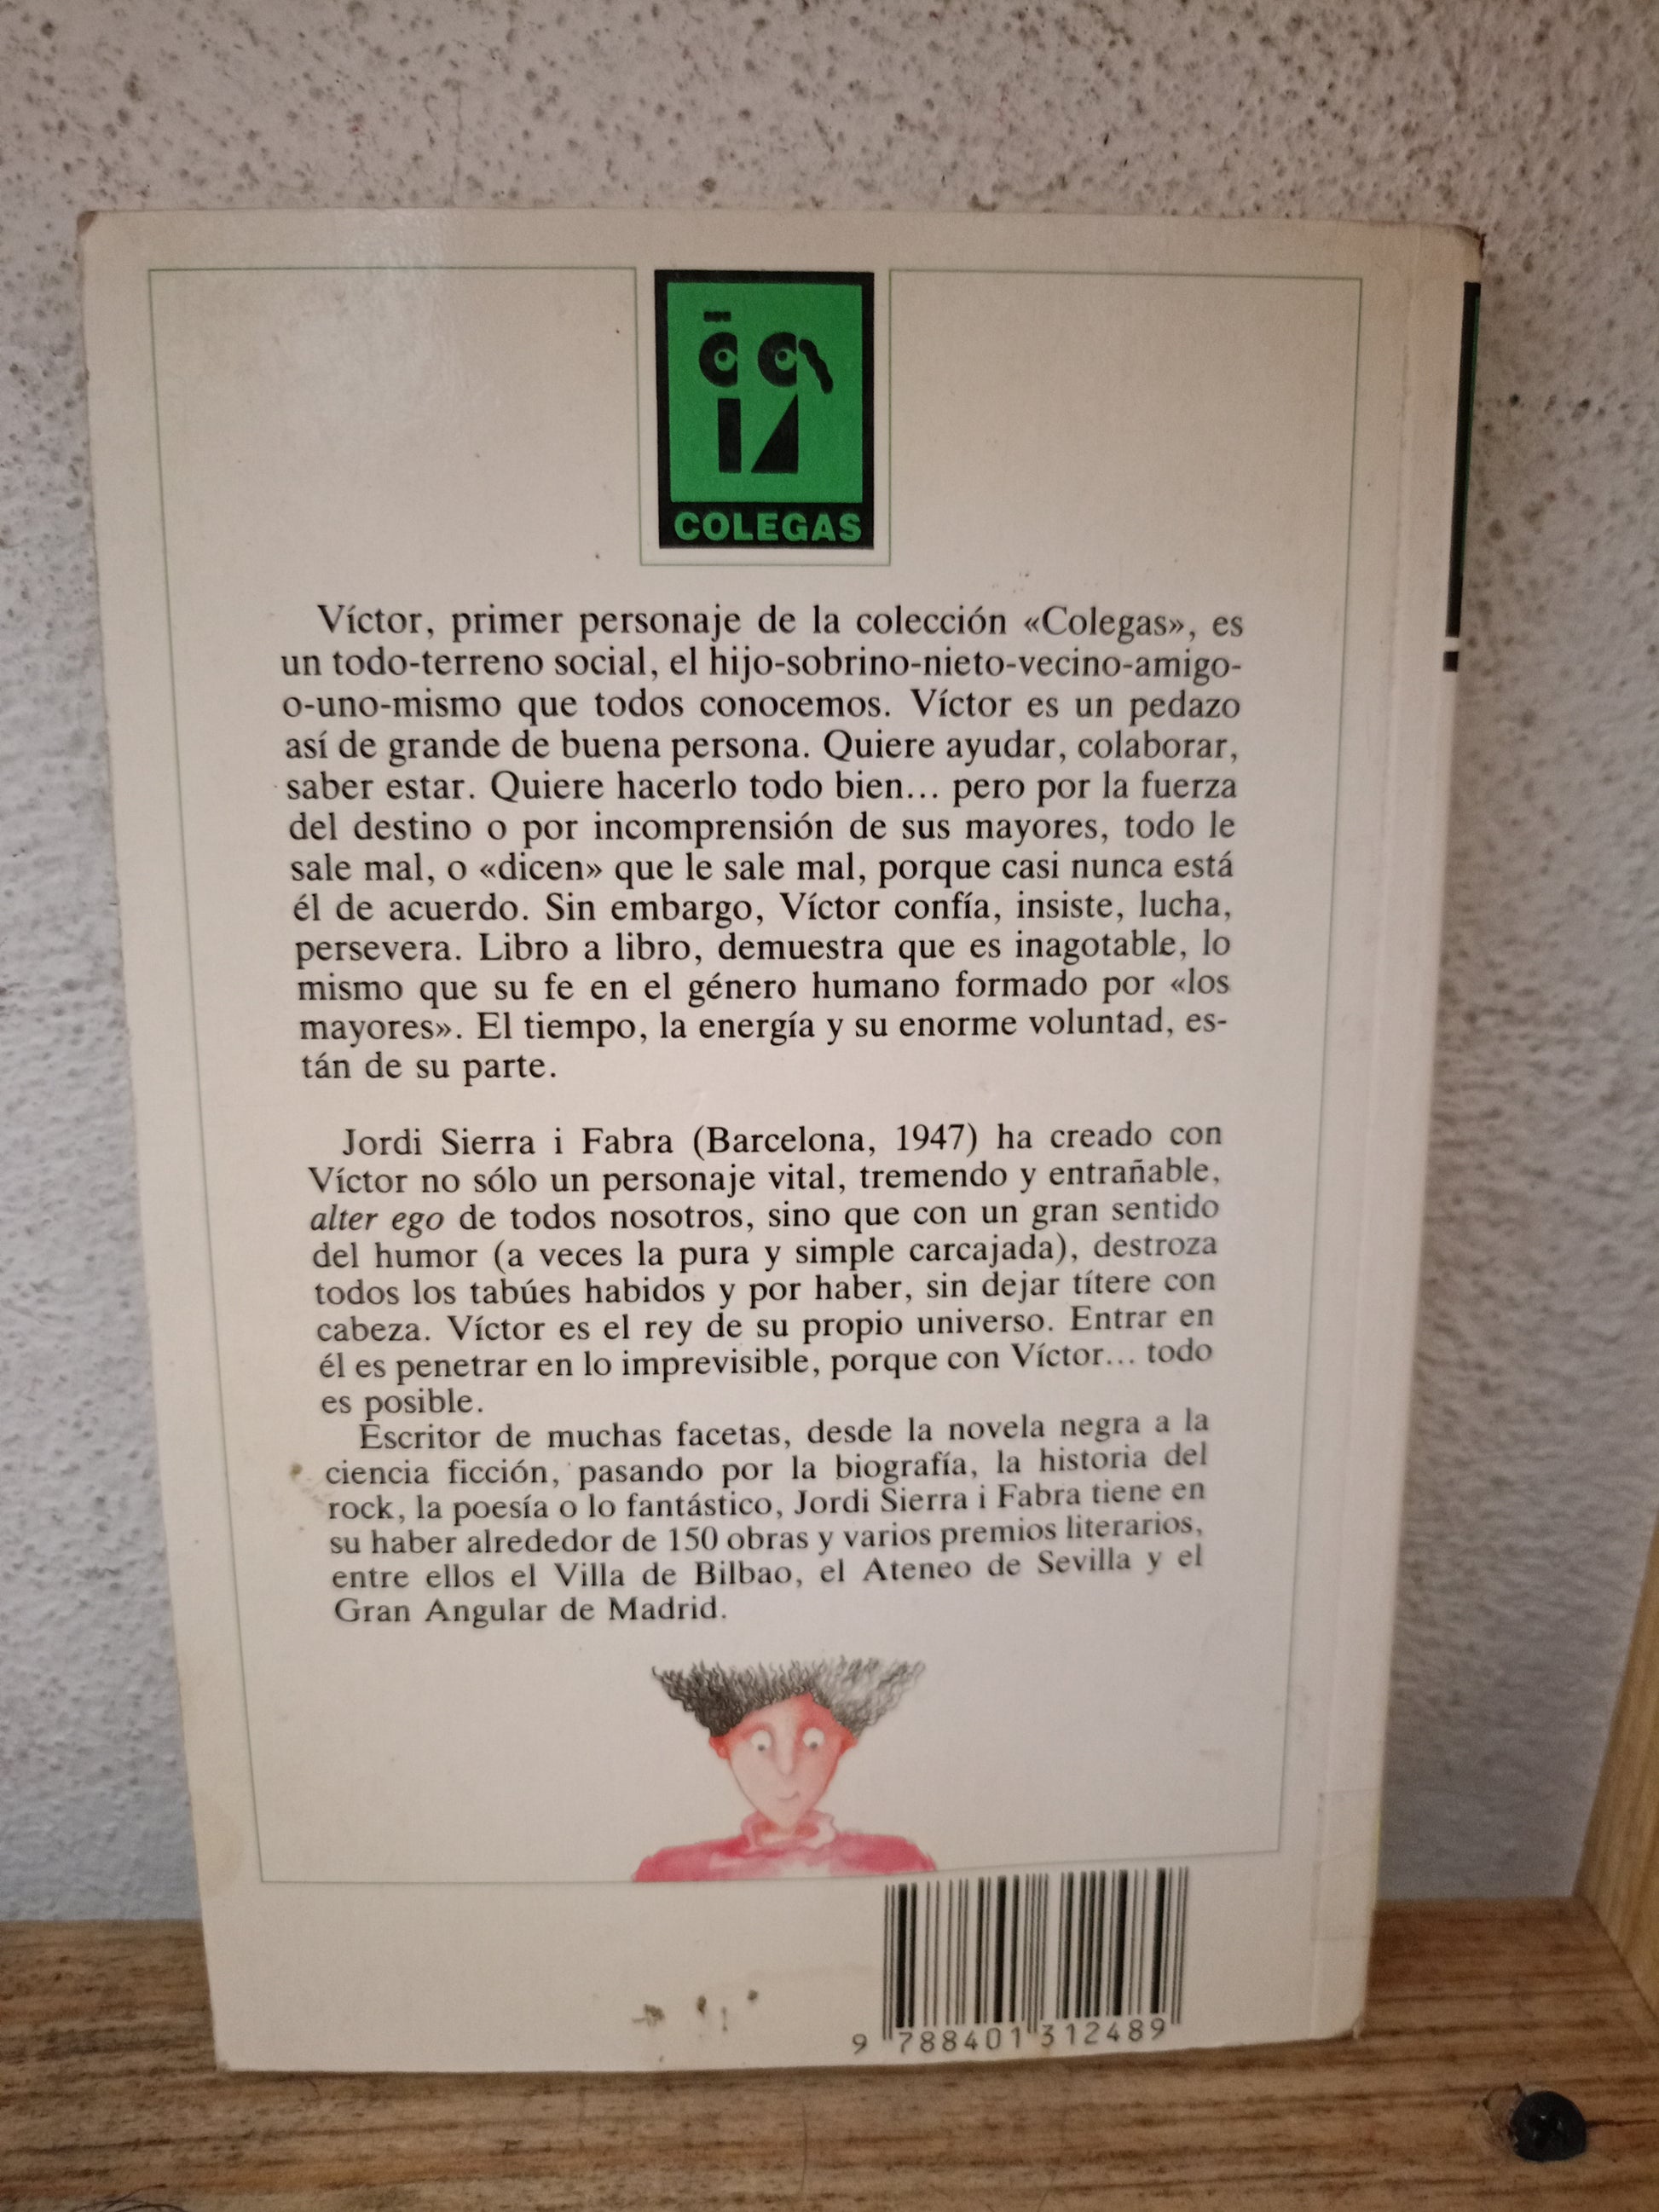 COLEGAS
Víctor, primer personaje de la colección «Colegas», es
un todo-terreno social, el hijo-sobrino-nieto-vecino-amigo-
o-uno-mismo que todos conocemos. Víctor es un pedazo
así de grande de buena persona. Quiere ayudar, colaborar,
saber estar. Quiere hacerlo todo bien... pero por la fuerza
del destino o por incomprensión de sus mayores, todo le
sale mal, o «dicen» que le sale mal, porque casi nunca está
él de acuerdo. Sin embargo, Víctor confía, insiste, lucha,
persevera. Libro a libro, demuestra que es inagotable, lo
mismo que su fe en el género humano formado por «los
mayores». El tiempo, la energía y su enorme voluntad, es-
tán de su parte.
Jordi Sierra i Fabra (Barcelona, 1947) ha creado con
Víctor no sólo un personaje vital, tremendo y entrañable,
alter ego de todos nosotros, sino que con un gran sentido
del humor (a veces la pura y simple carcajada), destroza
todos los tabúes habidos y por haber, sin dejar títere con
cabeza. Víctor es el rey de su propio universo. Entrar en
él es penetrar en lo imprevisible, porque con Víctor... todo
es posible.
Escritor de muchas facetas, desde la novela negra a la
ciencia ficción, pasando por la biografía, la historia del
rock, la poesía o lo fantástico, Jordi Sierra i Fabra tiene en
su haber alrededor de 150 obras y varios premios literarios,
entre ellos el Villa de Bilbao, el Ateneo de Sevilla y el
Gran Angular de Madrid.
9 788401 312489